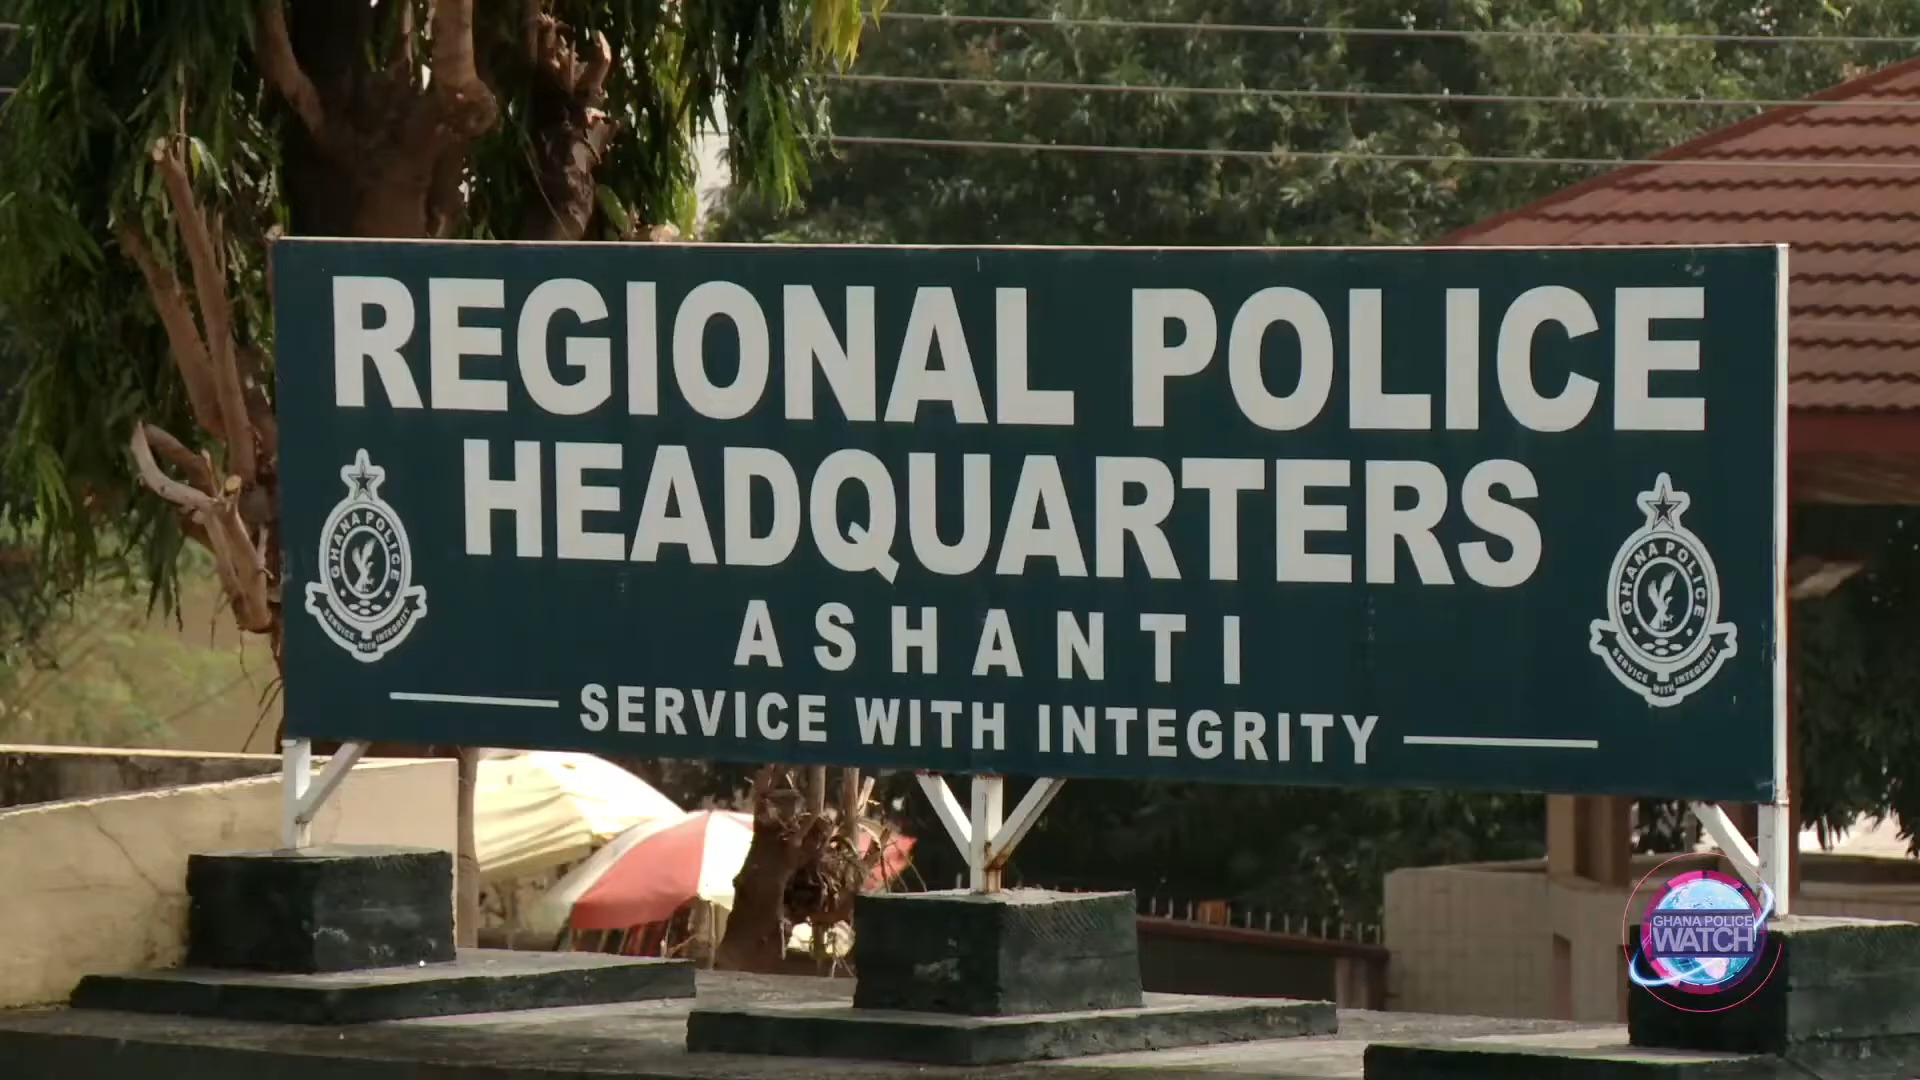 REGIONAL POLICE
HEADQUARTERS
ASHANTI
SERVICE WITH INTEGRITY
GHANA POLICE
SERVICE WITH INTEGRITY
GHANA POLICE
SERVICE WITH INTEGRITY
GHANA POLICE
WATCH